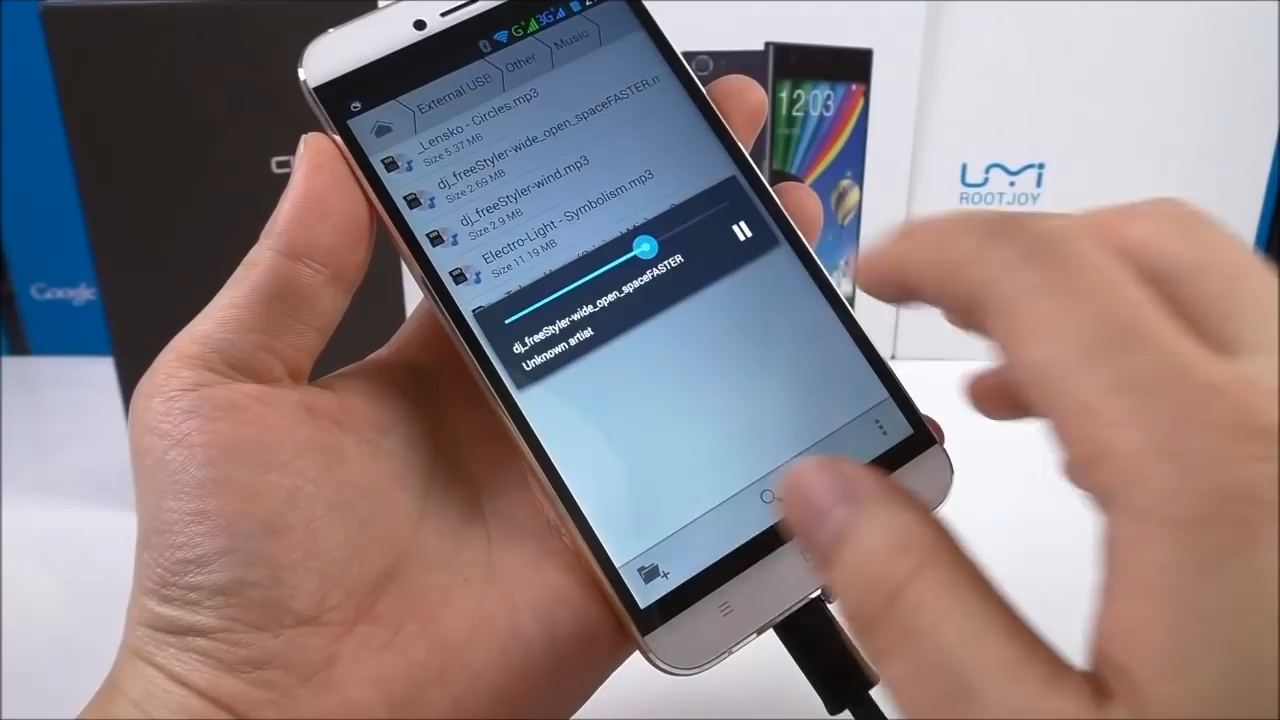 G 3G
External USB
Other
Music
_Lensko - Circles.mp3
Size 5.37 MB
dj_freeStyler-wide_open_spaceFASTER.m
Size 2.69 MB
dj_freeStyler-wind.mp3
Size 2.9 MB
Electro-Light - Symbolism.mp3
Size 11.19 MB
dj_freeStyler-wide_open_spaceFASTER
Unknown artist
12:03
UMi
ROOTJOY
Google